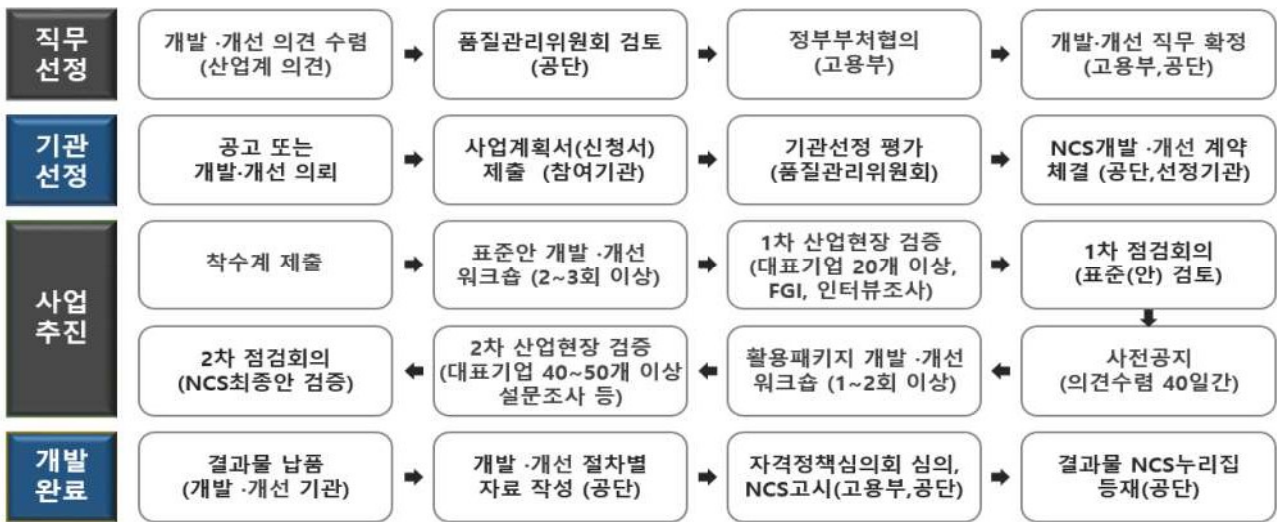 직무
선정
개발 ·개선 의견 수렴
(산업계 의견)
품질관리위원회 검토
(공단)
정부부처협의
(고용부)
개발·개선 직무 확정
(고용부,공단)
기관
선정
공고 또는
개발·개선 의뢰
사업계획서(신청서)
제출 (참여기관)
기관선정 평가
(품질관리위원회)
NCS개발 ·개선 계약
체결 (공단,선정기관)
사업
추진
착수계 제출
표준안 개발 ·개선
워크숍 (2~3회 이상)
1차 산업현장 검증
(대표기업 20개 이상,
FGI, 인터뷰조사)
1차 점검회의
(표준(안) 검토)
2차 점검회의
(NCS최종안 검증)
2차 산업현장 검증
(대표기업 40~50개 이상
설문조사 등)
활용패키지 개발 ·개선
워크숍 (1~2회 이상)
사전공지
(의견수렴 40일간)
개발
완료
결과물 납품
(개발 ·개선 기관)
개발 ·개선 절차별
자료 작성 (공단)
자격정책심의회 심의,
NCS고시(고용부,공단)
결과물 NCS누리집
등재(공단)